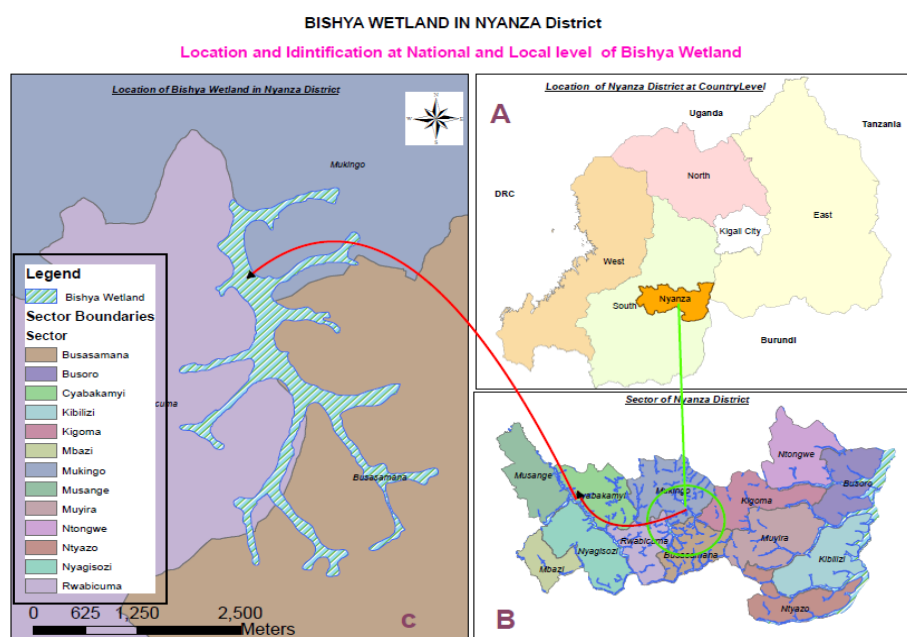 BISHYA WETLAND IN NYANZA District
Location and Idintification at National and Local level of Bishya Wetland
Location of Bishya Wetland in Nyanza District
Mukingo
Legend
Bishya Wetland
Sector Boundaries
Sector
Busasamana
Busoro
Cyabakamyi
Kibilizi
Kigoma
Mbazi
Mukingo
Musange
Muyira
Ntongwe
Ntyazo
Nyagisozi
Rwabicuma
cuma
Busasamana
0 625 1,250 2,500
Meters
C
Location of Nyanza District at CountryLevel
A
Uganda
Tanzania
DRC
North
Kigali City
East
West
South
Nyanza
Burundi
Sector of Nyanza District
Ntongwe
Musange
Cyabakamyi
Mukingo
Kigoma
Busoro
Nyagisozi
Rwabicuma
Muyira
Mbazi
Busasamana
Kibilizi
Ntyazo
B